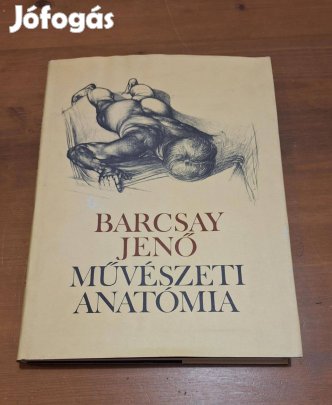 Jófogás
BARCSAY
JENŐ
MŰVÉSZETI
ANATÓMIA